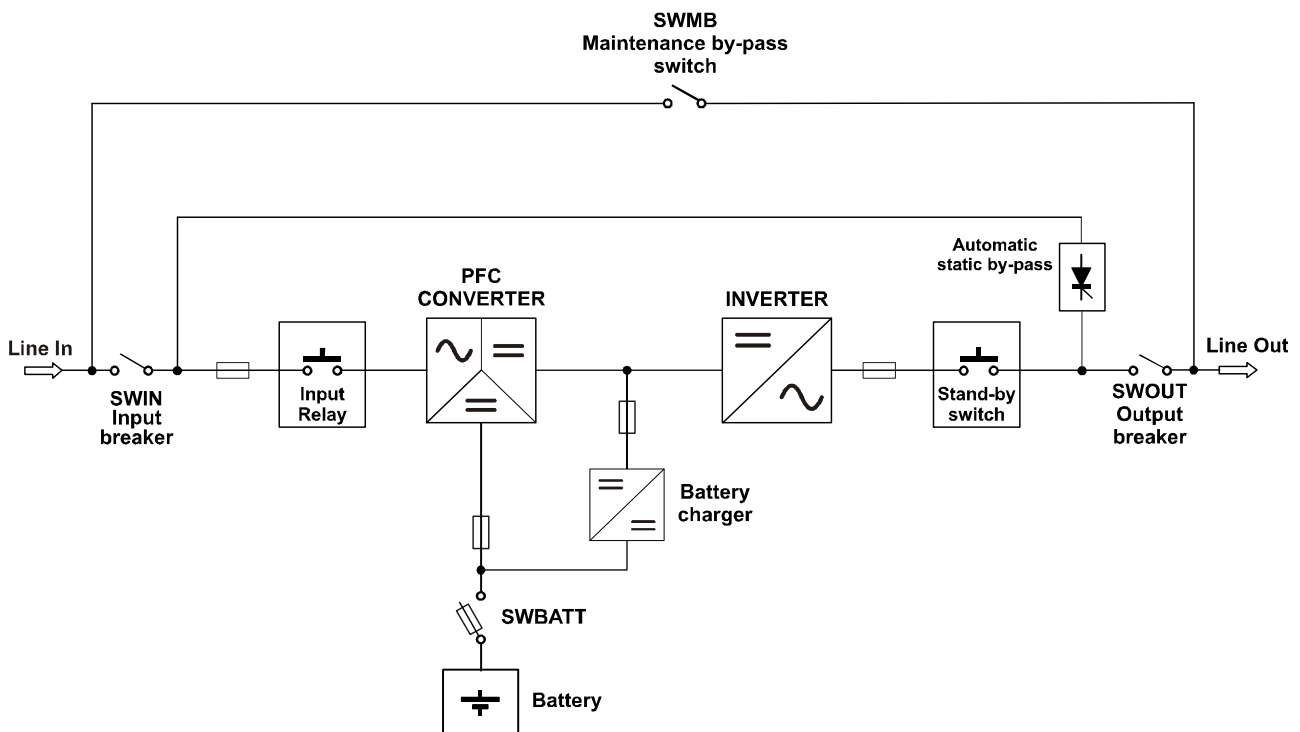 SWMB
Maintenance by-pass
switch
Automatic
static by-pass
PFC
CONVERTER
INVERTER
Line In
Line Out
SWIN
Input
breaker
Input
Relay
Stand-by
switch
SWOUT
Output
breaker
Battery
charger
SWBATT
Battery